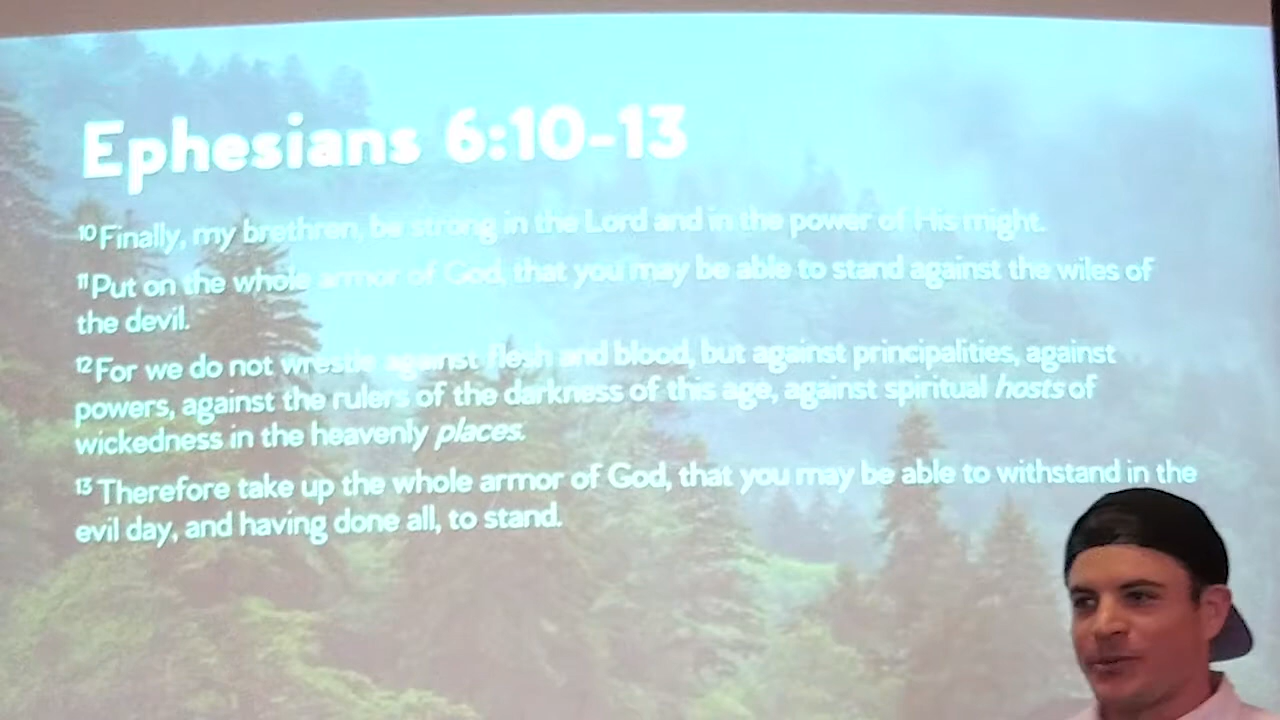 Ephesians 6:10-13
10 Finally, my brethren, be strong in the Lord and in the power of His might.
11 Put on the whole armor of God, that you may be able to stand against the wiles of
the devil.
12 For we do not wrestle against flesh and blood, but against principalities, against
powers, against the rulers of the darkness of this age, against spiritual hosts of
wickedness in the heavenly places.
13 Therefore take up the whole armor of God, that you may be able to withstand in the
evil day, and having done all, to stand.